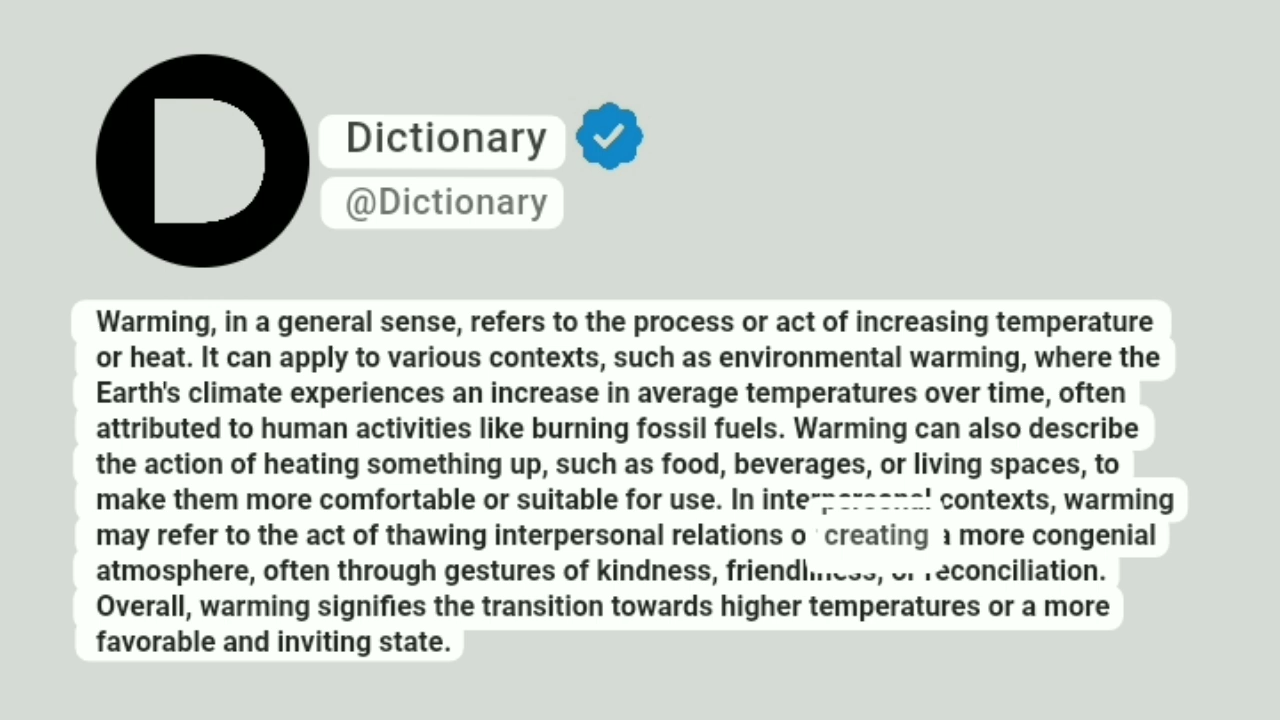 D
Dictionary
@Dictionary
Warming, in a general sense, refers to the process or act of increasing temperature
or heat. It can apply to various contexts, such as environmental warming, where the
Earth's climate experiences an increase in average temperatures over time, often
attributed to human activities like burning fossil fuels. Warming can also describe
the action of heating something up, such as food, beverages, or living spaces, to
make them more comfortable or suitable for use. In interpersonal contexts, warming
may refer to the act of thawing interpersonal relations o creating a more congenial
atmosphere, often through gestures of kindness, friendliness, or reconciliation.
Overall, warming signifies the transition towards higher temperatures or a more
favorable and inviting state.